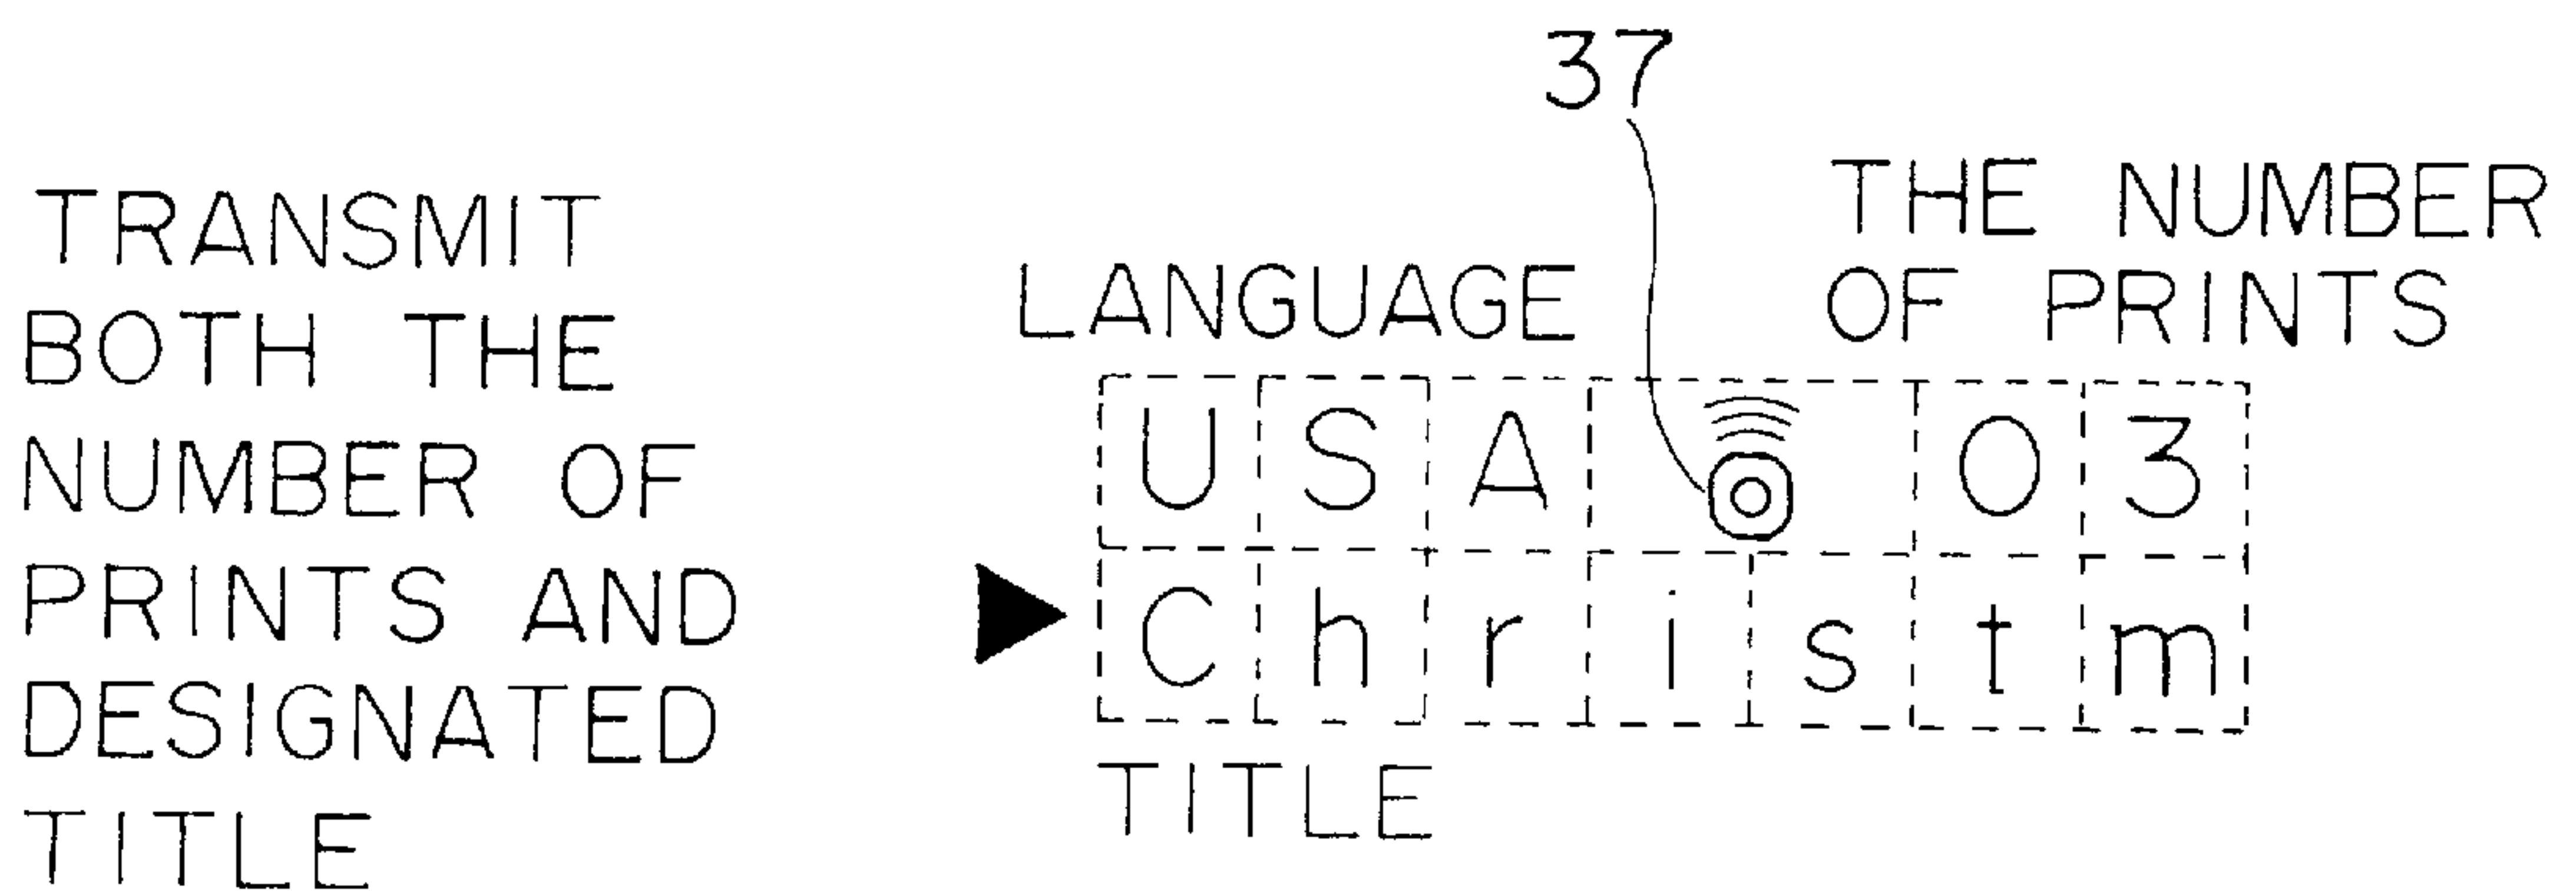 TRANSMIT
BOTH THE
NUMBER OF
PRINTS AND
DESIGNATED
TITLE
37
LANGUAGE
THE NUMBER
OF PRINTS
USA 03
Christm
TITLE